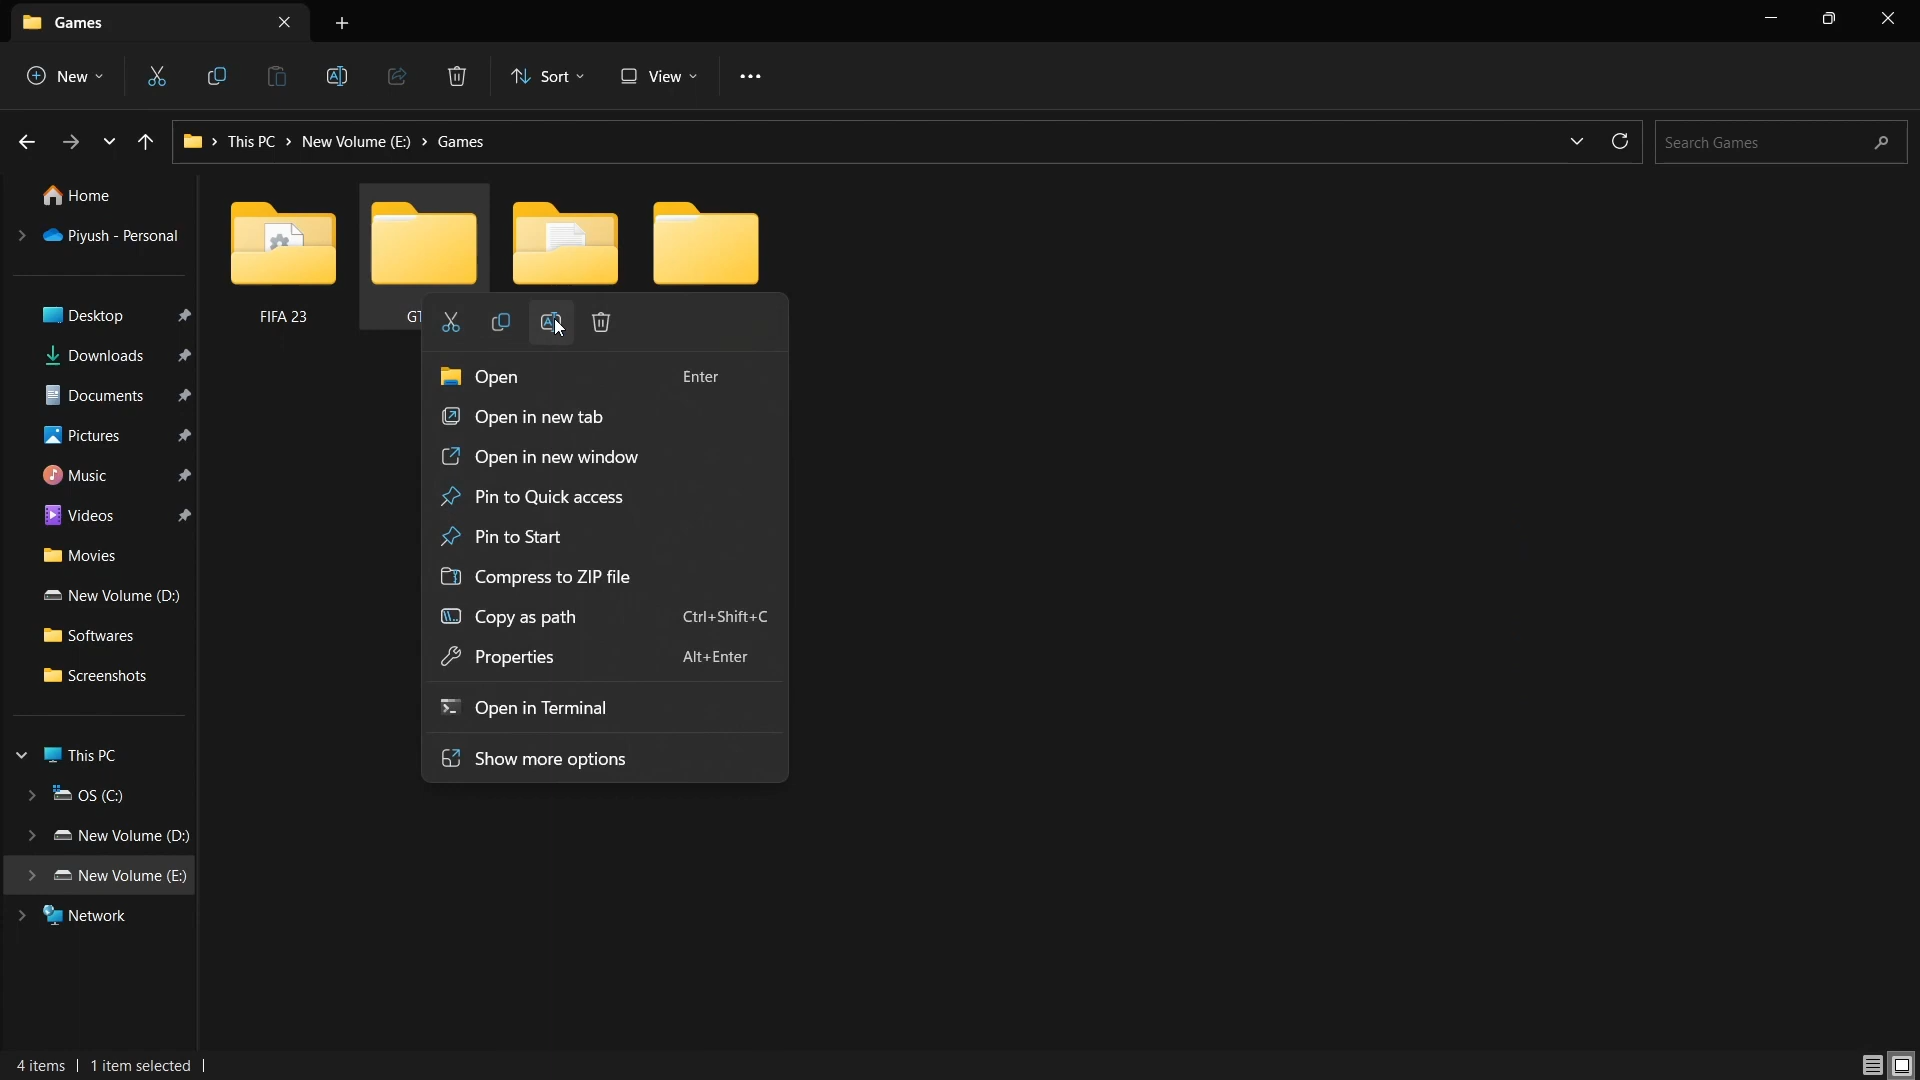 Games
New
Sort
View
This PC
New Volume (E:)
Games
Search Games
Home
Piyush - Personal
Desktop
Downloads
Documents
Pictures
Music
Videos
Movies
New Volume (D:)
Softwares
Screenshots
This PC
OS (C:)
New Volume (D:)
New Volume (E:)
Network
FIFA 23
Open Enter
Open in new tab
Open in new window
Pin to Quick access
Pin to Start
Compress to ZIP file
Copy as path Ctrl+Shift+C
Properties Alt+Enter
Open in Terminal
Show more options
4 items
1 item selected